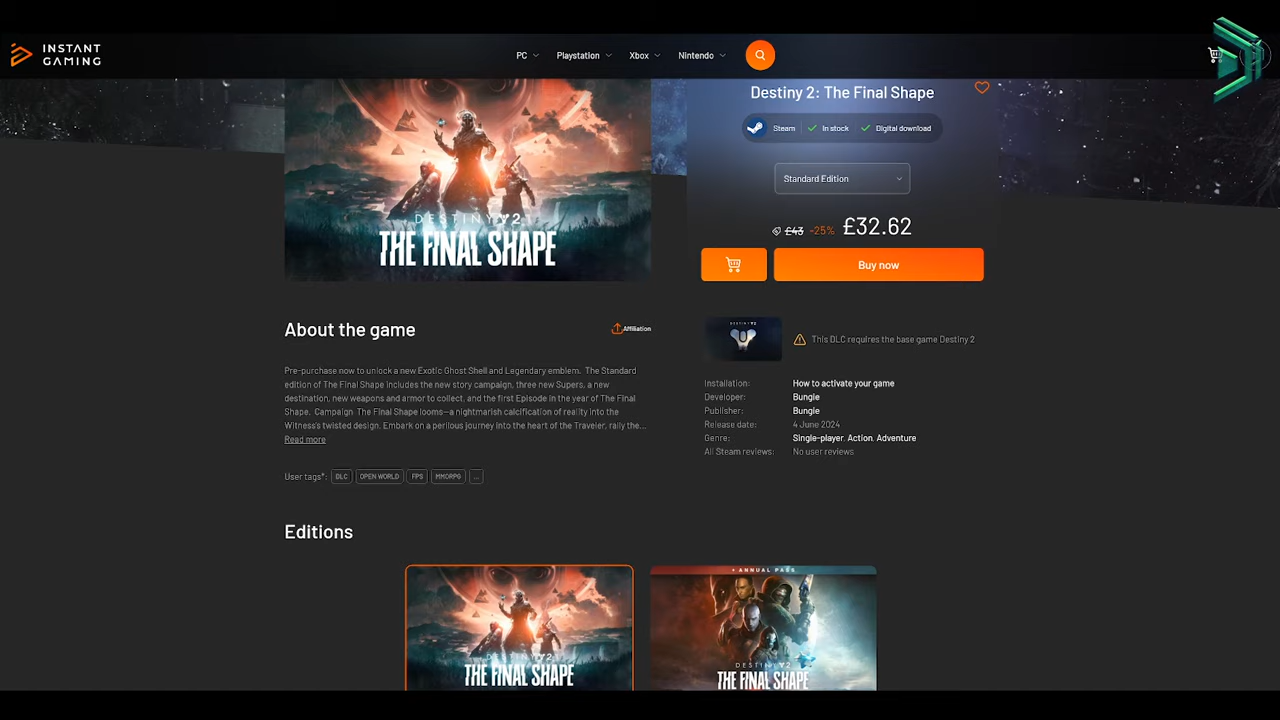 INSTANT
GAMING
PC
Playstation
Xbox
Nintendo
DESTINY 2
THE FINAL SHAPE
Destiny 2: The Final Shape
Steam
In stock
Digital download
Standard Edition
£43 -25% £32.62
Buy now
About the game
Affiliation
Pre-purchase now to unlock a new Exotic Ghost Shell and Legendary emblem. The Standard
edition of The Final Shape includes the new story campaign, three new Supers, a new
destination, new weapons and armor to collect, and the first Episode in the year of The Final
Shape. Campaign The Final Shape looms—a nightmarish calcification of reality into the
Witness's twisted design. Embark on a perilous journey into the heart of the Traveler, rally the...
Read more
User tags*: DLC OPEN WORLD FPS MMORPG ...
DESTINY 2
This DLC requires the base game Destiny 2
Installation: How to activate your game
Developer: Bungie
Publisher: Bungie
Release date: 4 June 2024
Genre: Single-player, Action, Adventure
All Steam reviews: No user reviews
Editions
DESTINY 2
THE FINAL SHAPE
+ ANNUAL PASS
DESTINY 2
THE FINAL SHAPE